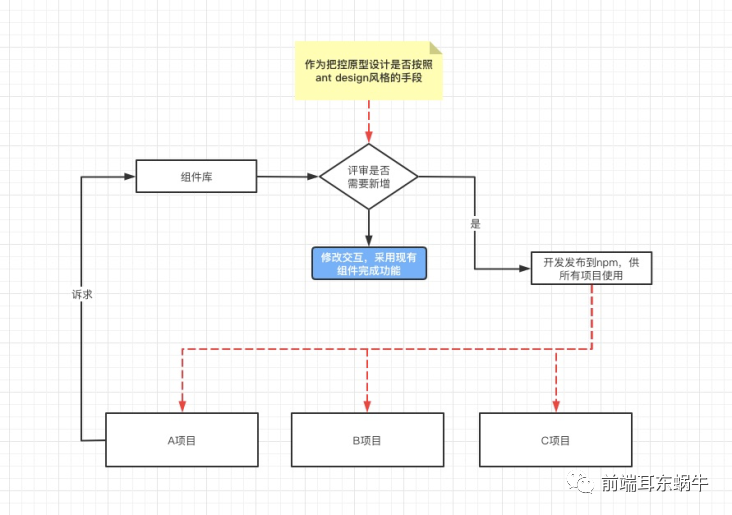 作为把控原型设计是否按照
ant design风格的手段
组件库
评审是否
需要新增
是
修改交互，采用现有
组件完成功能
开发发布到npm，供
所有项目使用
诉求
A项目
B项目
C项目
前端耳东蜗牛